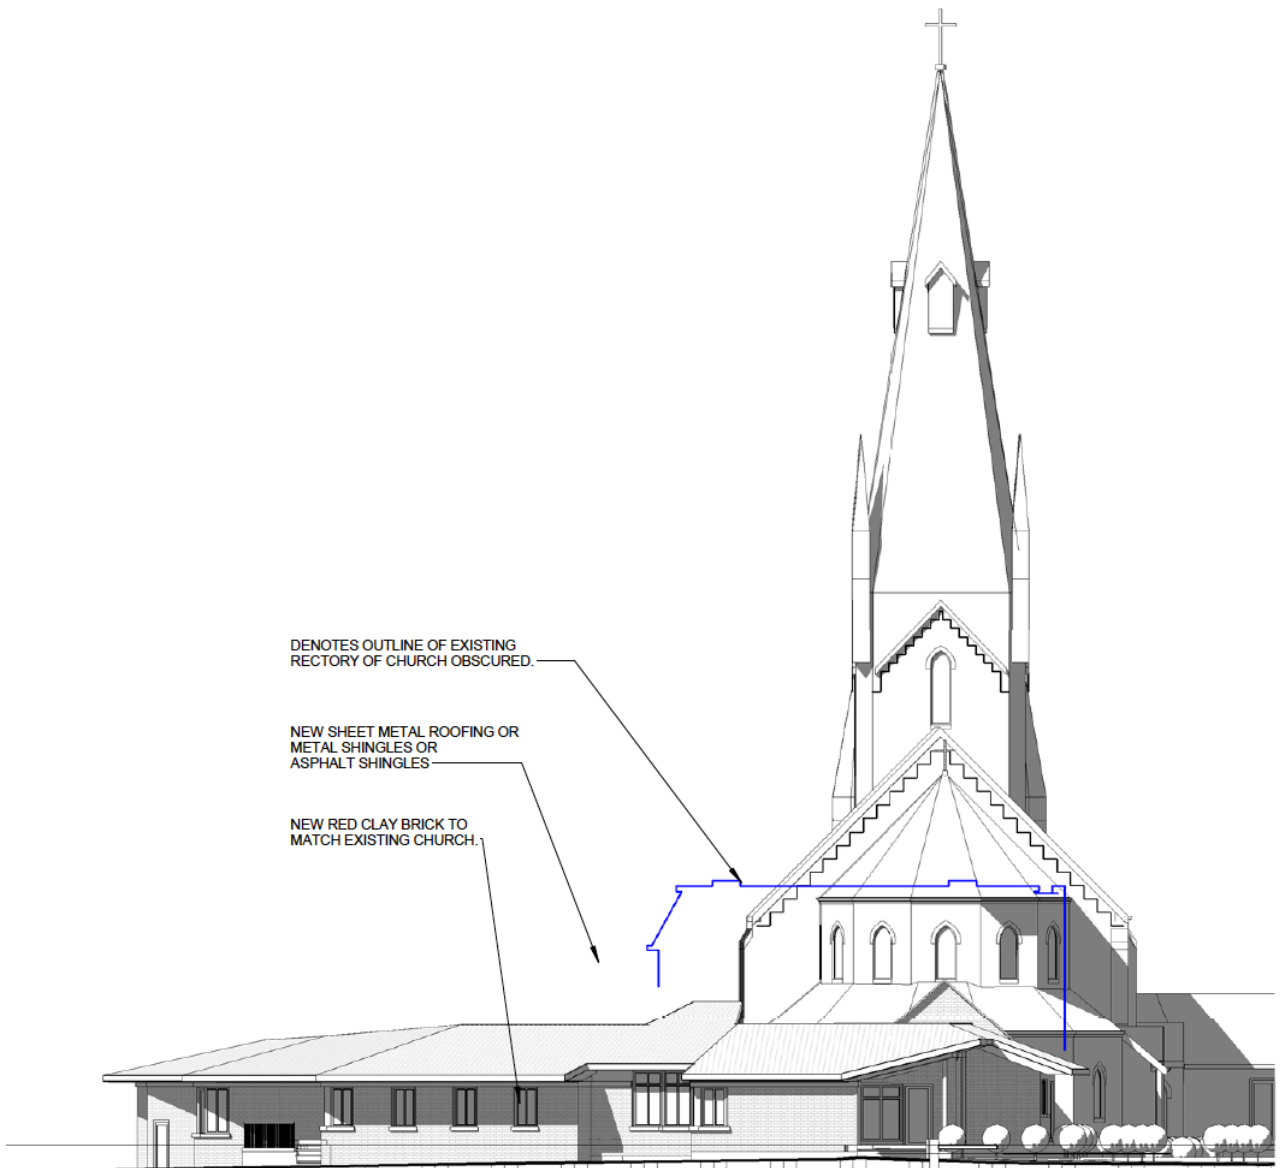 DENOTES OUTLINE OF EXISTING
RECTORY OF CHURCH OBSCURED.
NEW SHEET METAL ROOFING OR
METAL SHINGLES OR
ASPHALT SHINGLES
NEW RED CLAY BRICK TO
MATCH EXISTING CHURCH.